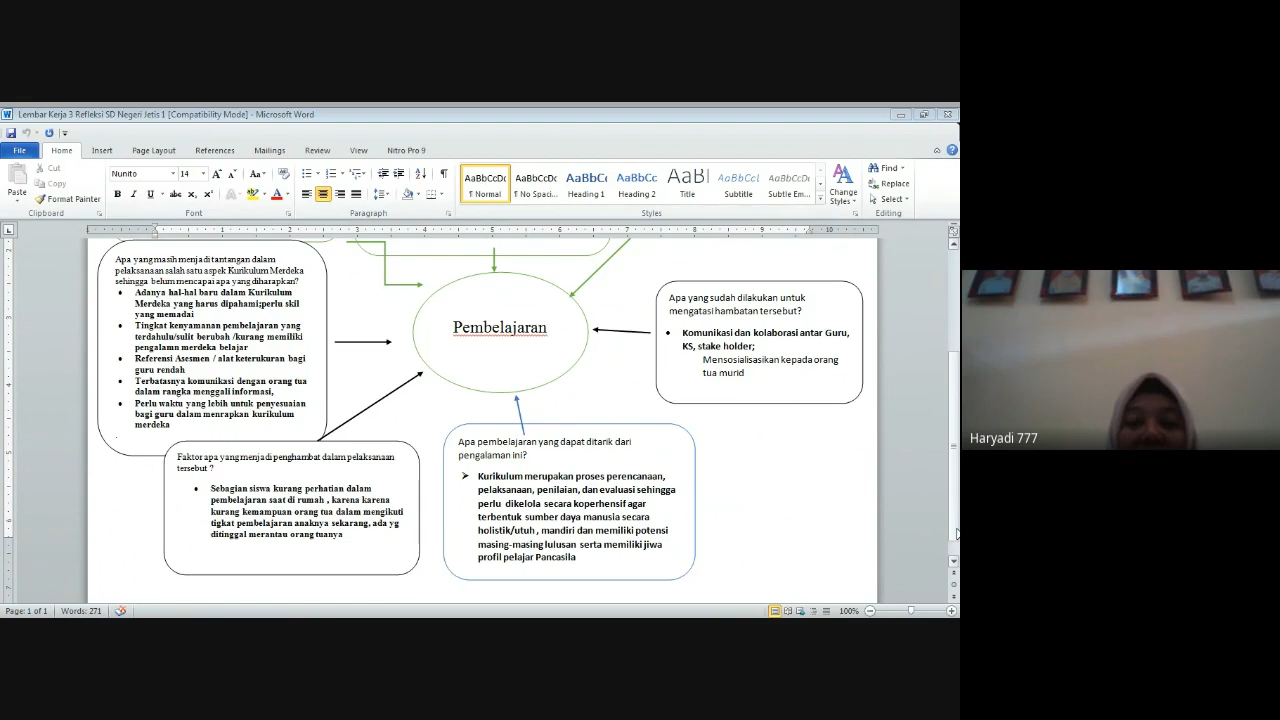 Lembar Kerja 3 Refleksi SD Negeri Jetis 1 [Compatibility Mode] - Microsoft Word
File Home Insert Page Layout References Mailings Review View Nitro Pro 9
Paste
Cut
Copy
Format Painter
Clipboard
Nunito 14
Font
Paragraph
AaBbCcDc AaBbCcDc AaBbC AaBbCc AaBl AaBbCcl AaBbCcDc
¶ Normal ¶ No Spaci... Heading 1 Heading 2 Title Subtitle Subtle Em...
Styles
Change Styles
Find
Replace
Select
Editing
Apa yang masih menjadi tantangan dalam
pelaksanaan salah satu aspek Kurikulum Merdeka
sehingga belum mencapai apa yang diharapkan?
• Adanya hal-hal baru dalam Kurikulum
Merdeka yang harus dipahami;perlu skil
yang memadai
• Tingkat kenyamanan pembelajaran yang
terdahulu/sulit berubah /kurang memiliki
pengalamn merdeka belajar
• Referensi Asesmen / alat keterukuran bagi
guru rendah
• Terbatasnya komunikasi dengan orang tua
dalam rangka menggali informasi,
• Perlu waktu yang lebih untuk penyesuaian
bagi guru dalam menrapkan kurikulum
merdeka
.
Pembelajaran
Apa yang sudah dilakukan untuk
mengatasi hambatan tersebut?
• Komunikasi dan kolaborasi antar Guru,
KS, stake holder;
Mensosialisasikan kepada orang
tua murid
Faktor apa yang menjadi penghambat dalam pelaksanaan
tersebut ?
• Sebagian siswa kurang perhatian dalam
pembelajaran saat di rumah , karena karena
kurang kemampuan orang tua dalam mengikuti
tigkat pembelajaran anaknya sekarang, ada yg
ditinggal merantau orang tuanya
Apa pembelajaran yang dapat ditarik dari
pengalaman ini?
➢ Kurikulum merupakan proses perencanaan,
pelaksanaan, penilaian, dan evaluasi sehingga
perlu dikelola secara koperhensif agar
terbentuk sumber daya manusia secara
holistik/utuh , mandiri dan memiliki potensi
masing-masing lulusan serta memiliki jiwa
profil pelajar Pancasila
Page: 1 of 1 Words: 271 100%
Haryadi 777